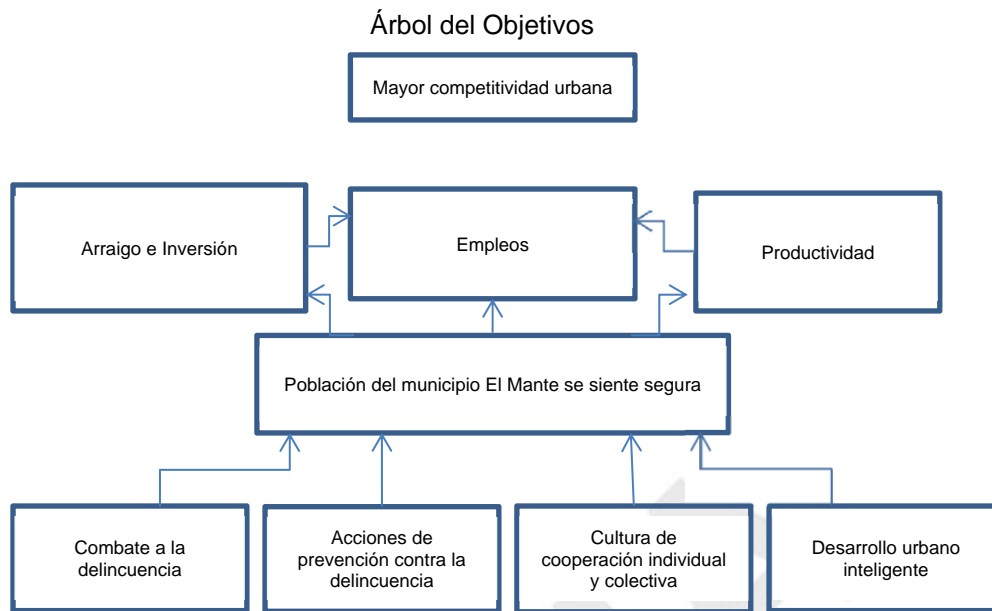 Árbol del Objetivos
Mayor competitividad urbana
Arraigo e Inversión
Empleos
Productividad
Población del municipio El Mante se siente segura
Combate a la
delincuencia
Acciones de
prevención contra la
delincuencia
Cultura de
cooperación individual
y colectiva
Desarrollo urbano
inteligente